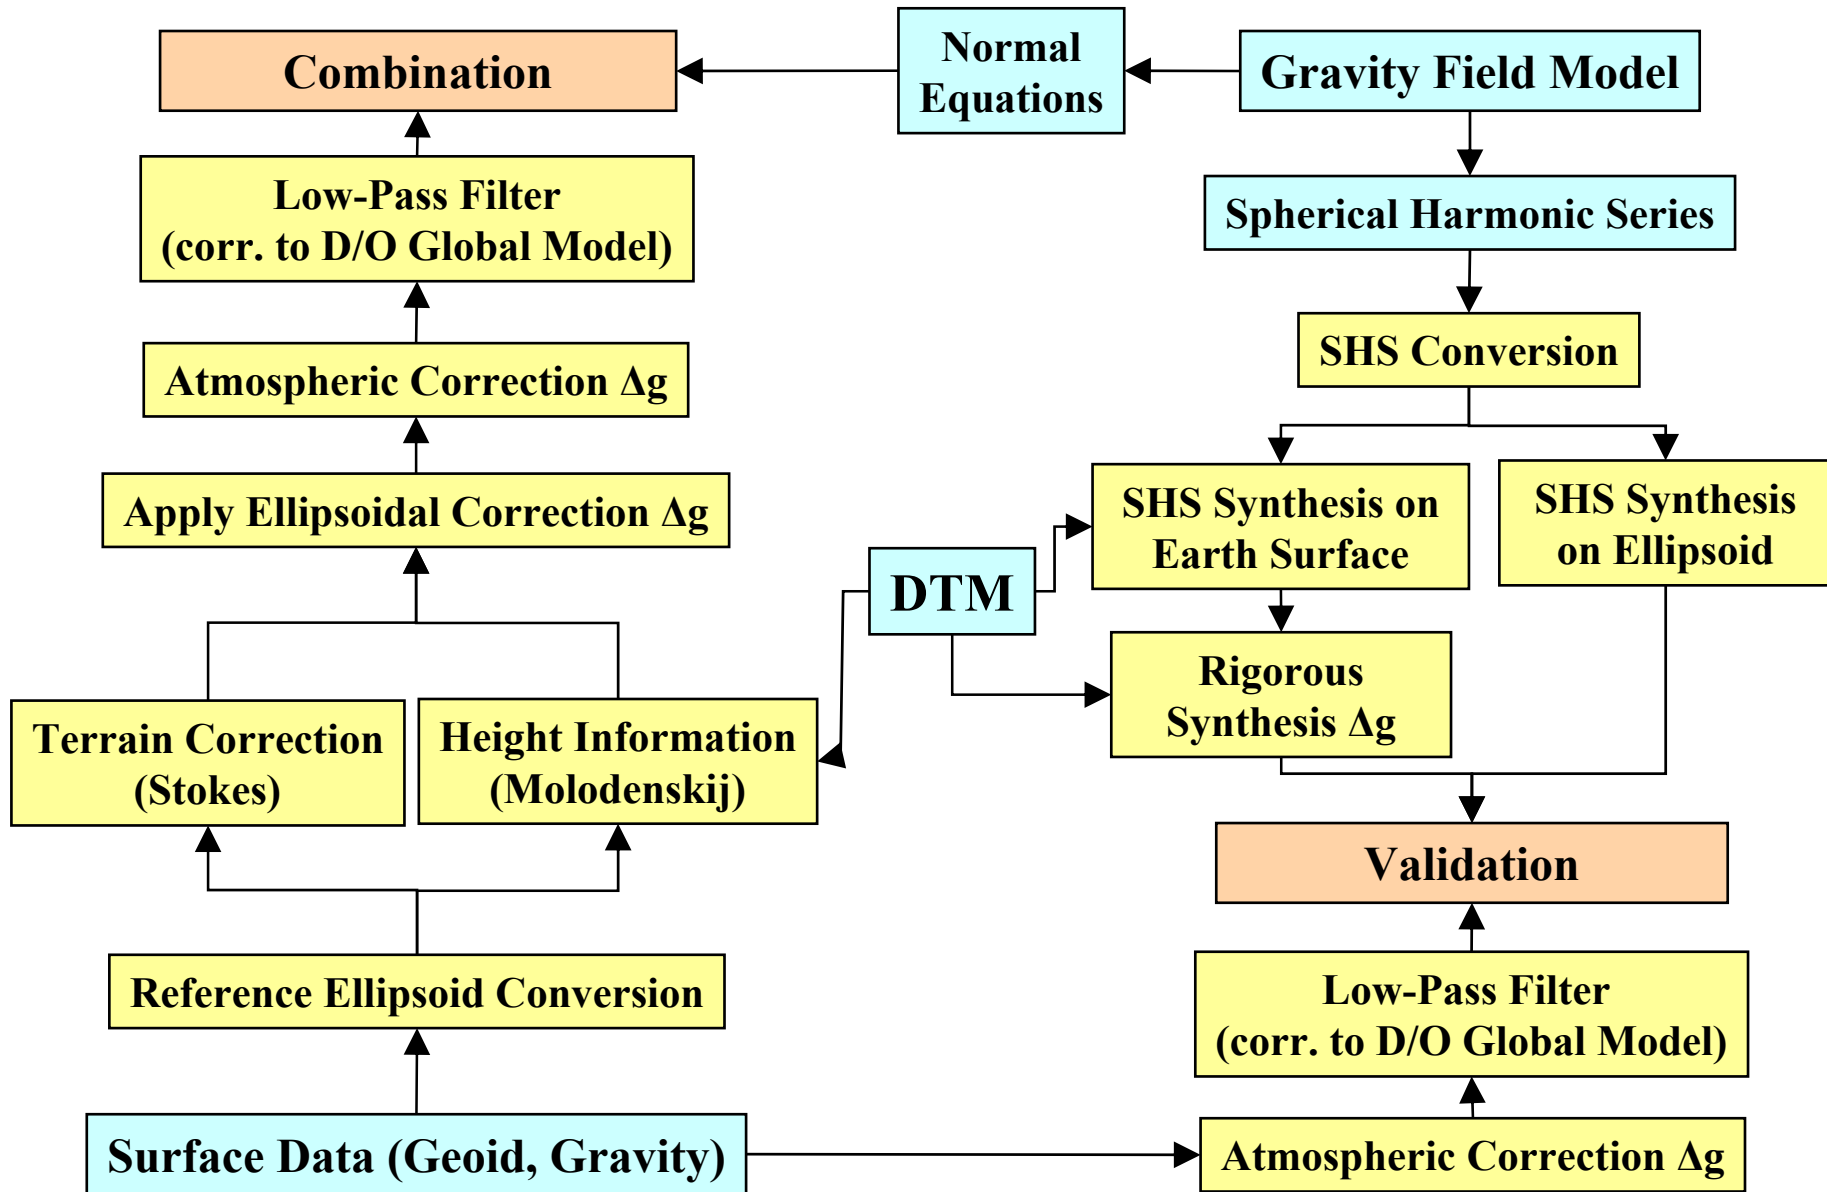 Combination
Normal
Equations
Gravity Field Model
Low-Pass Filter
(corr. to D/O Global Model)
Spherical Harmonic Series
Atmospheric Correction Δg
SHS Conversion
Apply Ellipsoidal Correction Δg
SHS Synthesis on
Earth Surface
SHS Synthesis
on Ellipsoid
DTM
Terrain Correction
(Stokes)
Height Information
(Molodenskij)
Rigorous
Synthesis Δg
Validation
Reference Ellipsoid Conversion
Low-Pass Filter
(corr. to D/O Global Model)
Surface Data (Geoid, Gravity)
Atmospheric Correction Δg